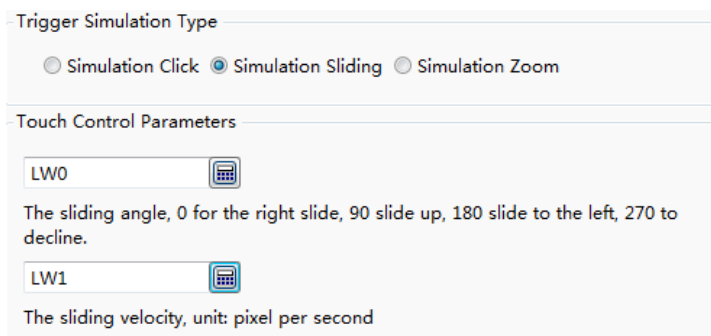 Trigger Simulation Type
Simulation Click Simulation Sliding Simulation Zoom
Touch Control Parameters
LW0
The sliding angle, 0 for the right slide, 90 slide up, 180 slide to the left, 270 to
decline.
LW1
The sliding velocity, unit: pixel per second